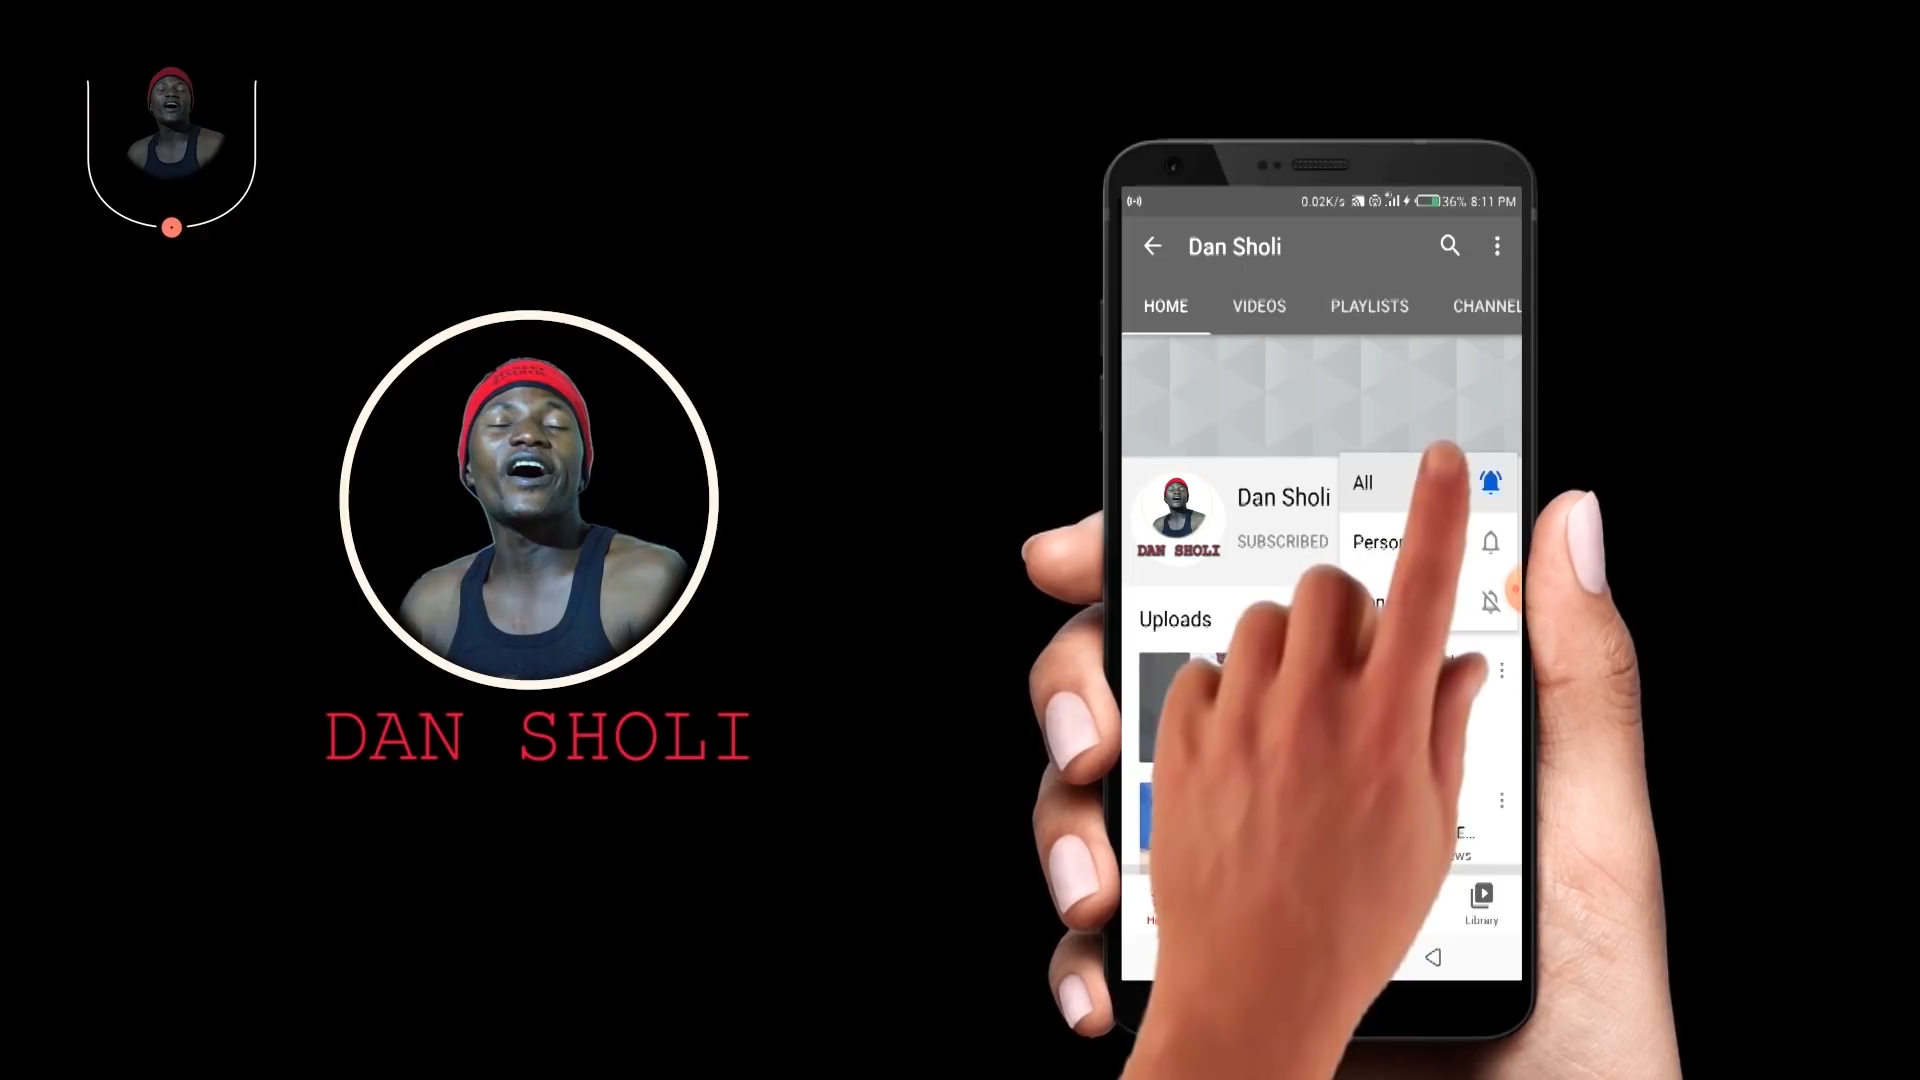 0.02K/s 36% 8:11 PM
Dan Sholi
HOME VIDEOS PLAYLISTS CHANNEL
All
Dan Sholi
SUBSCRIBED
DAN SHOLI
Uploads
E...
Library
DAN SHOLI